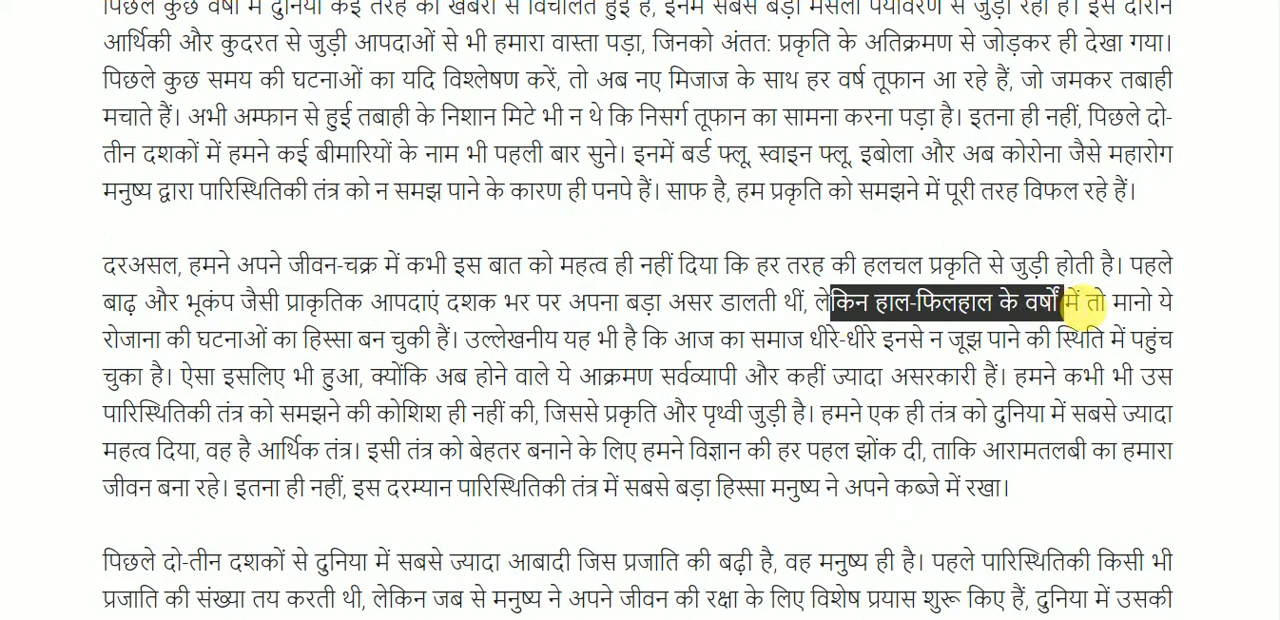 पिछले कुछ वर्षों में दुनिया कई तरह की खबरों से विचलित हुई है, इनमें सबसे बड़ा मसला पर्यावरण से जुड़ा रहा है। इस दौरान
आर्थिकी और कुदरत से जुड़ी आपदाओं से भी हमारा वास्ता पड़ा, जिनको अंतत: प्रकृति के अतिक्रमण से जोड़कर ही देखा गया।
पिछले कुछ समय की घटनाओं का यदि विश्लेषण करें, तो अब नए मिजाज के साथ हर वर्ष तूफान आ रहे हैं, जो जमकर तबाही
मचाते हैं। अभी अम्फान से हुई तबाही के निशान मिटे भी न थे कि निसर्ग तूफान का सामना करना पड़ा है। इतना ही नहीं, पिछले दो-
तीन दशकों में हमने कई बीमारियों के नाम भी पहली बार सुने। इनमें बर्ड फ्लू, स्वाइन फ्लू, इबोला और अब कोरोना जैसे महारोग
मनुष्य द्वारा पारिस्थितिकी तंत्र को न समझ पाने के कारण ही पनपे हैं। साफ है, हम प्रकृति को समझने में पूरी तरह विफल रहे हैं।
दरअसल, हमने अपने जीवन-चक्र में कभी इस बात को महत्व ही नहीं दिया कि हर तरह की हलचल प्रकृति से जुड़ी होती है। पहले
बाढ़ और भूकंप जैसी प्राकृतिक आपदाएं दशक भर पर अपना बड़ा असर डालती थीं, लेकिन हाल-फिलहाल के वर्षों में तो मानो ये
रोजाना की घटनाओं का हिस्सा बन चुकी हैं। उल्लेखनीय यह भी है कि आज का समाज धीरे-धीरे इनसे न जूझ पाने की स्थिति में पहुंच
चुका है। ऐसा इसलिए भी हुआ, क्योंकि अब होने वाले ये आक्रमण सर्वव्यापी और कहीं ज्यादा असरकारी हैं। हमने कभी भी उस
पारिस्थितिकी तंत्र को समझने की कोशिश ही नहीं की, जिससे प्रकृति और पृथ्वी जुड़ी है। हमने एक ही तंत्र को दुनिया में सबसे ज्यादा
महत्व दिया, वह है आर्थिक तंत्र। इसी तंत्र को बेहतर बनाने के लिए हमने विज्ञान की हर पहल झोंक दी, ताकि आरामतलबी का हमारा
जीवन बना रहे। इतना ही नहीं, इस दरम्यान पारिस्थितिकी तंत्र में सबसे बड़ा हिस्सा मनुष्य ने अपने कब्जे में रखा।
पिछले दो-तीन दशकों से दुनिया में सबसे ज्यादा आबादी जिस प्रजाति की बढ़ी है, वह मनुष्य ही है। पहले पारिस्थितिकी किसी भी
प्रजाति की संख्या तय करती थी, लेकिन जब से मनुष्य ने अपने जीवन की रक्षा के लिए विशेष प्रयास शुरू किए हैं, दुनिया में उसकी